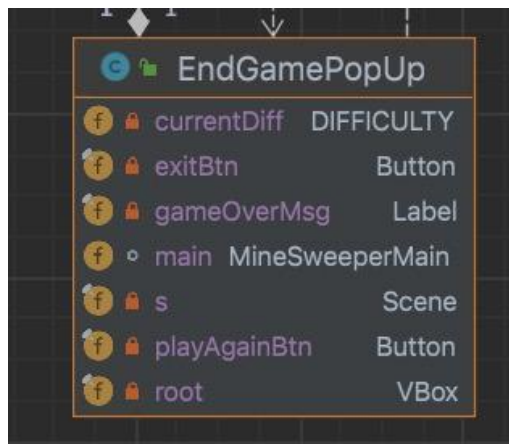 EndGamePopUp
currentDiff DIFFICULTY
exitBtn Button
gameOverMsg Label
main MineSweeperMain
s Scene
playAgainBtn Button
root VBox